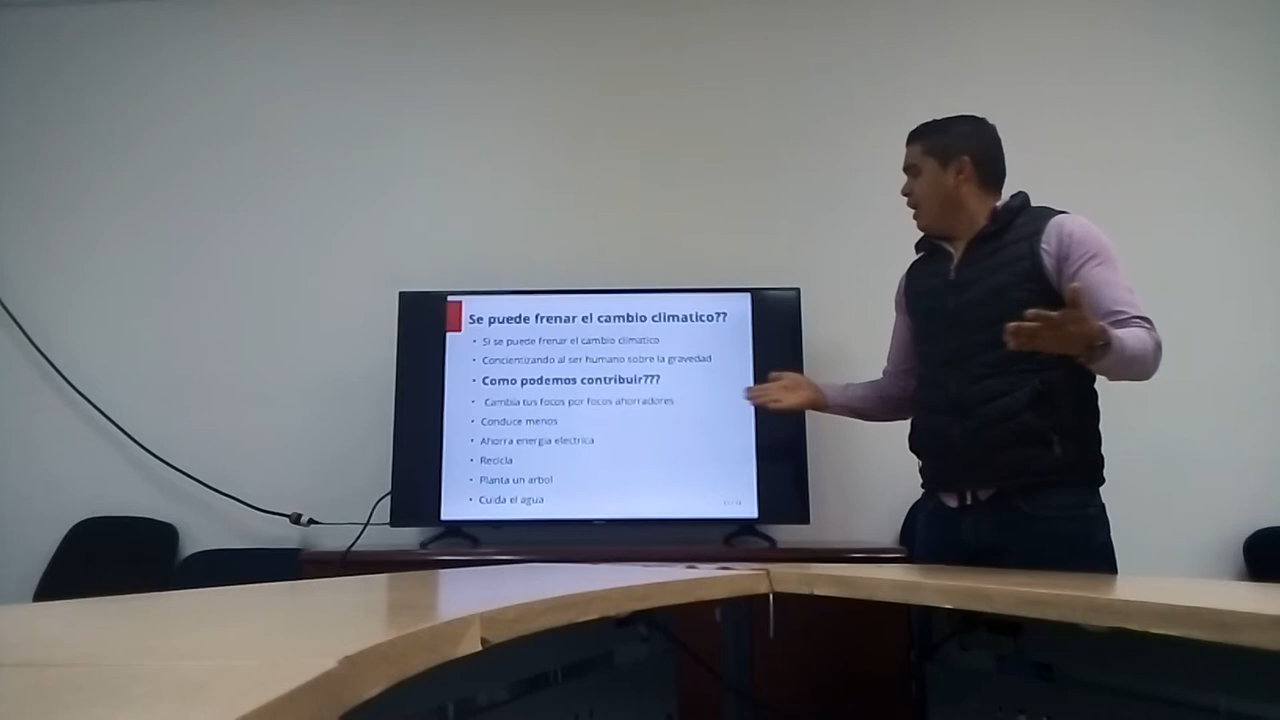 Se puede frenar el cambio climatico??
Si se puede frenar el cambio climatico
Concientizando al ser humano sobre la gravedad
Como podemos contribuir???
Cambia tus focos por focos ahorradores
Conduce menos
Ahorra energia electrica
Recicla
Planta un arbol
Cuida el agua